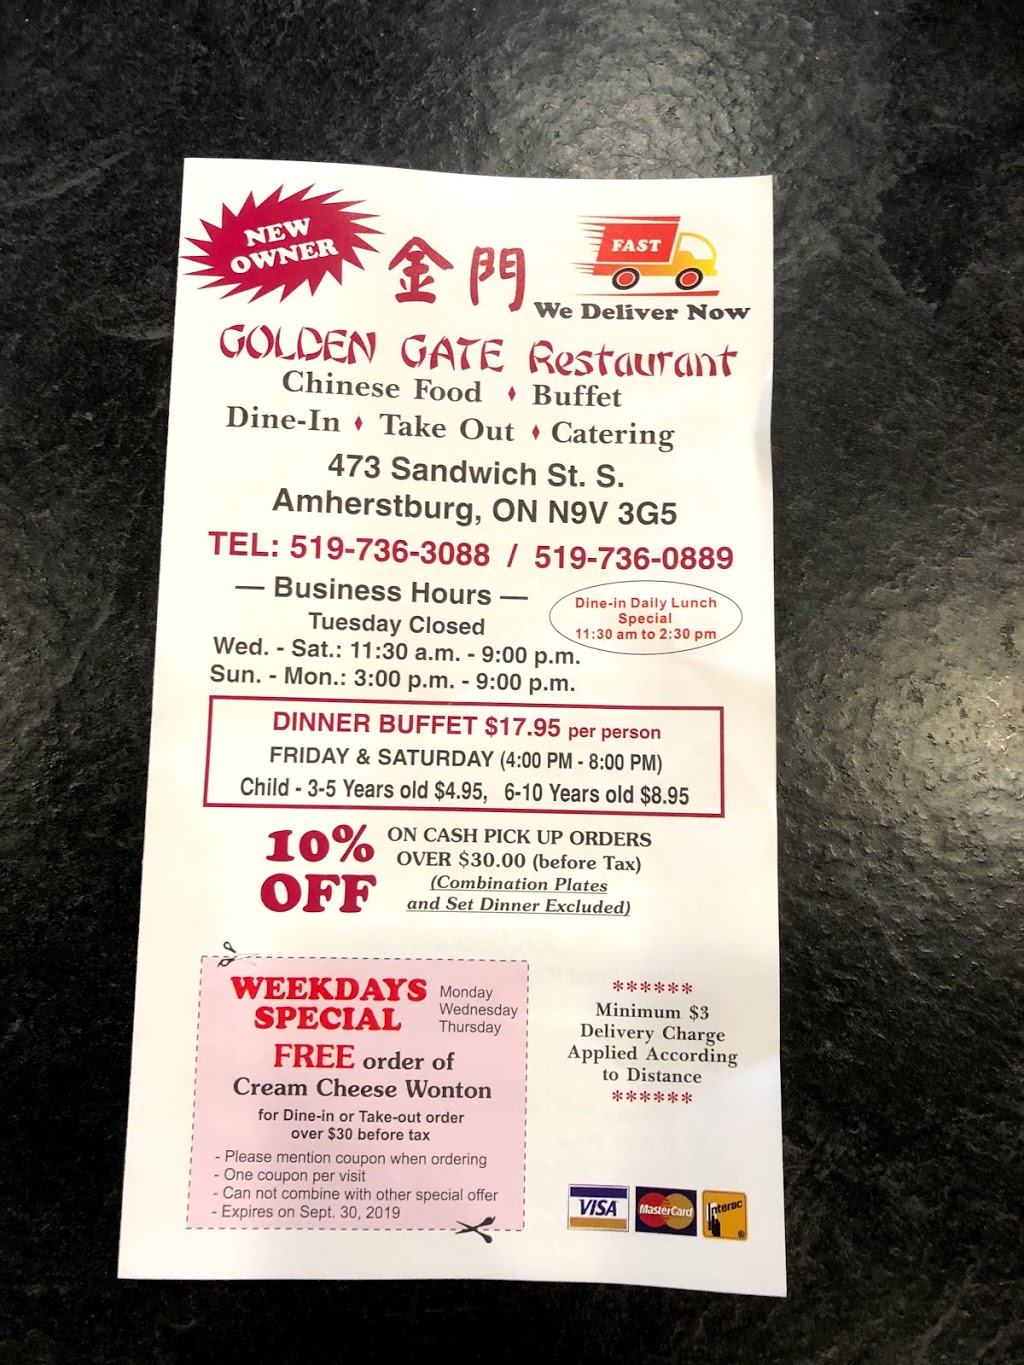 NEW
OWNER
金門
FAST
We Deliver Now
GOLDEN GATE Restaurant
Chinese Food ♦ Buffet
Dine-In ♦ Take Out ♦ Catering
473 Sandwich St. S.
Amherstburg, ON N9V 3G5
TEL: 519-736-3088 / 519-736-0889
— Business Hours —
Tuesday Closed
Wed. - Sat.: 11:30 a.m. - 9:00 p.m.
Sun. - Mon.: 3:00 p.m. - 9:00 p.m.
Dine-in Daily Lunch
Special
11:30 am to 2:30 pm
DINNER BUFFET $17.95 per person
FRIDAY & SATURDAY (4:00 PM - 8:00 PM)
Child - 3-5 Years old $4.95, 6-10 Years old $8.95
10%
OFF
ON CASH PICK UP ORDERS
OVER $30.00 (before Tax)
(Combination Plates
and Set Dinner Excluded)
WEEKDAYS
SPECIAL
Monday
Wednesday
Thursday
FREE order of
Cream Cheese Wonton
for Dine-in or Take-out order
over $30 before tax
- Please mention coupon when ordering
- One coupon per visit
- Can not combine with other special offer
- Expires on Sept. 30, 2019
******
Minimum $3
Delivery Charge
Applied According
to Distance
******
VISA
MasterCard
Interac